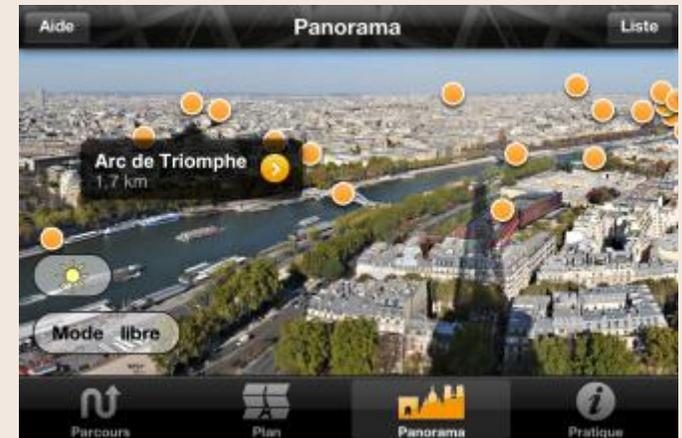 Aide
Panorama
Liste
Arc de Triomphe
1.7 km
Mode libre
Parcours
Plan
Panorama
Pratique